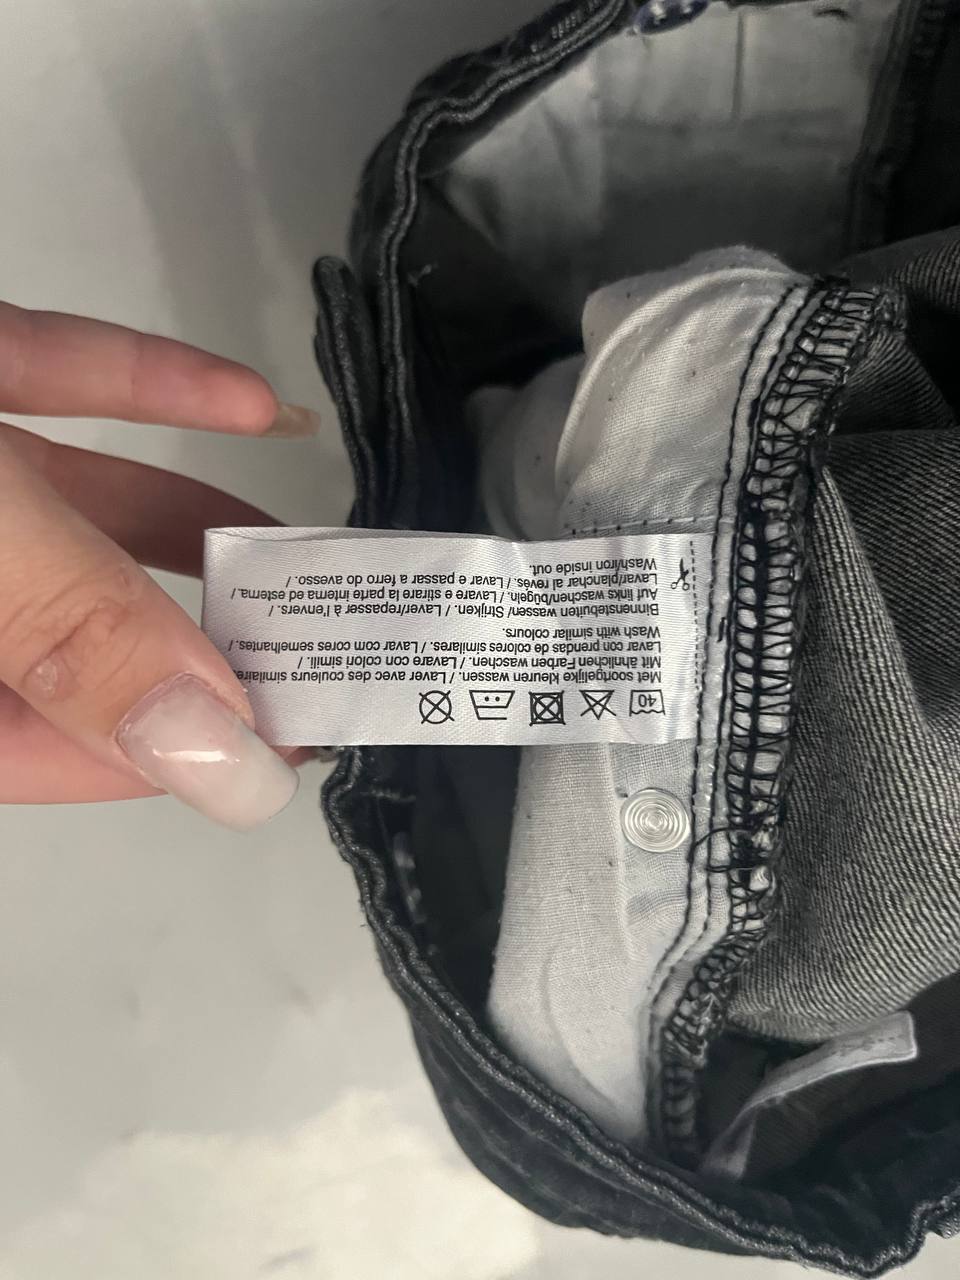 40
Met soortgelijke kleuren wassen. / Laver avec des couleurs similaires.
Mit ähnlichen Farben waschen. / Lavare con colori simili. /
Lavar con prendas de colores similares. / Lavar com cores semelhantes. /
Wash with similar colours.
Binnenstebuiten wassen/ Strijken. / Laver/repasser à l'envers. /
Auf links waschen/bügeln. / Lavare e stirare la parte interna ed esterna. /
Lavar/planchar al revés. / Lavar e passar a ferro do avesso. /
Wash/iron inside out.